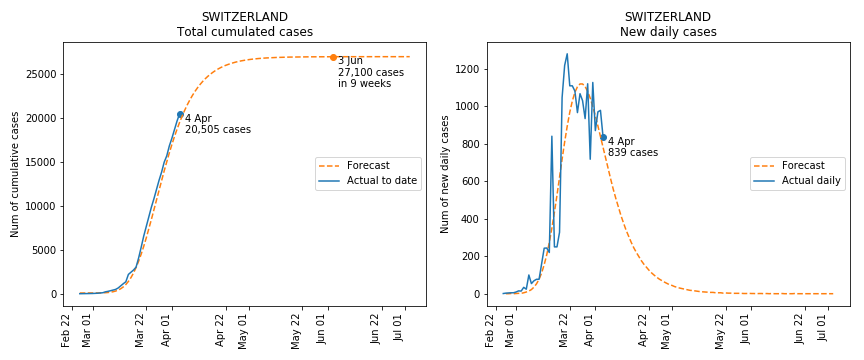 SWITZERLAND
Total cumulated cases
Num of cumulative cases
25000
20000
15000
10000
5000
0
3 Jun
27,100 cases
in 9 weeks
4 Apr
20,505 cases
Forecast
Actual to date
Feb 22
Mar 01
Mar 22
Apr 01
Apr 22
May 01
May 22
Jun 01
Jun 22
Jul 01
SWITZERLAND
New daily cases
Num of new daily cases
1200
1000
800
600
400
200
0
4 Apr
839 cases
Forecast
Actual daily
Feb 22
Mar 01
Mar 22
Apr 01
Apr 22
May 01
May 22
Jun 01
Jun 22
Jul 01